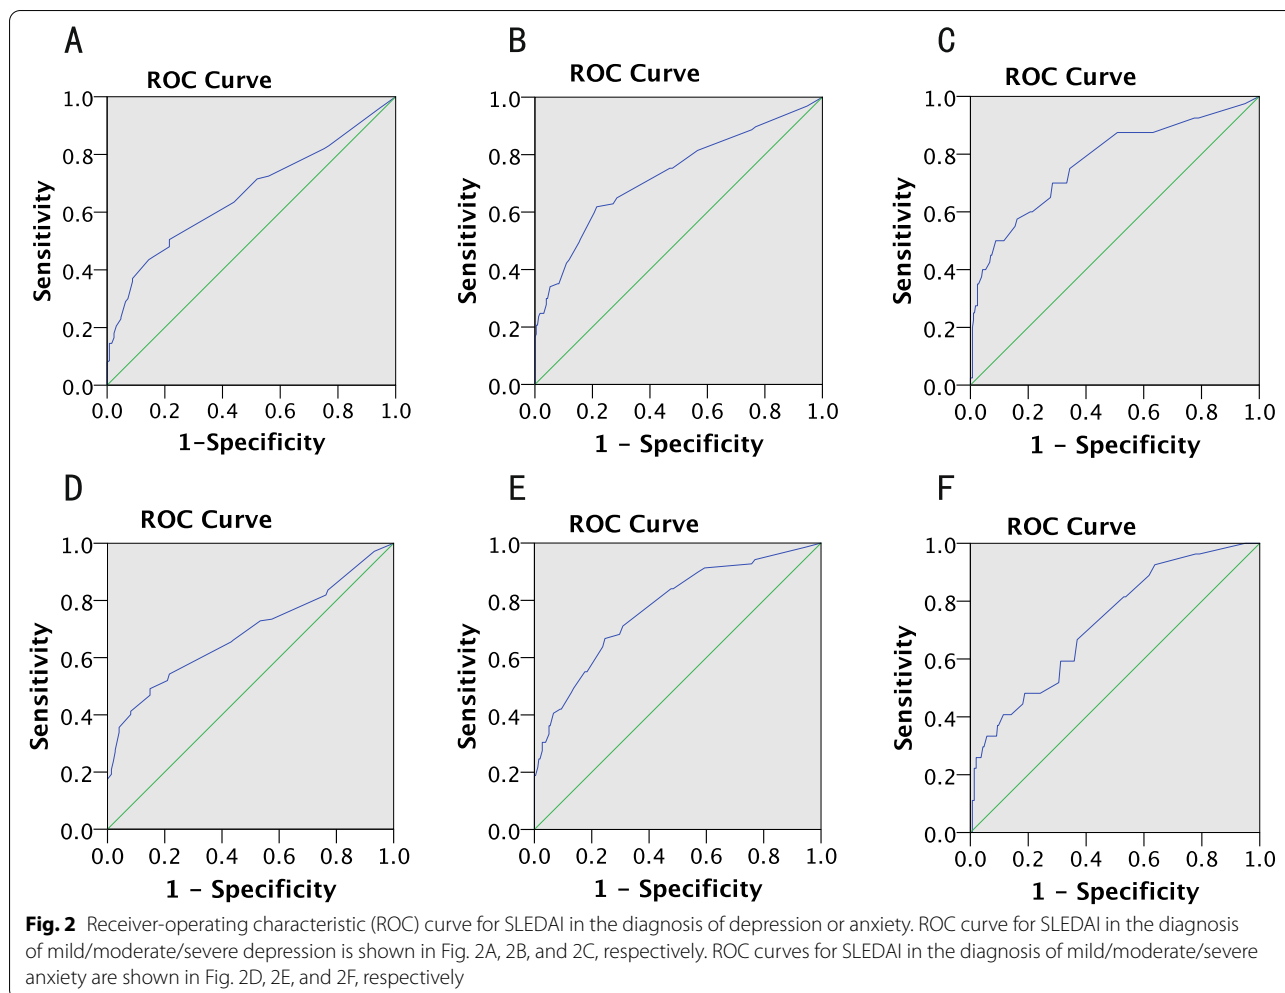 A
B
C
ROC Curve
ROC Curve
ROC Curve
1.0
0.8
0.6
0.4
0.2
0.0
Sensitivity
0.0 0.2 0.4 0.6 0.8 1.0
1-Specificity
1.0
0.8
0.6
0.4
0.2
0.0
Sensitivity
0.0 0.2 0.4 0.6 0.8 1.0
1 - Specificity
1.0
0.8
0.6
0.4
0.2
0.0
Sensitivity
0.0 0.2 0.4 0.6 0.8 1.0
1 - Specificity
D
E
F
ROC Curve
ROC Curve
ROC Curve
1.0
0.8
0.6
0.4
0.2
0.0
Sensitivity
0.0 0.2 0.4 0.6 0.8 1.0
1 - Specificity
1.0
0.8
0.6
0.4
0.2
0.0
Sensitivity
0.0 0.2 0.4 0.6 0.8 1.0
1 - Specificity
1.0
0.8
0.6
0.4
0.2
0.0
Sensitivity
0.0 0.2 0.4 0.6 0.8 1.0
1 - Specificity
Fig. 2 Receiver-operating characteristic (ROC) curve for SLEDAI in the diagnosis of depression or anxiety. ROC curve for SLEDAI in the diagnosis
of mild/moderate/severe depression is shown in Fig. 2A, 2B, and 2C, respectively. ROC curves for SLEDAI in the diagnosis of mild/moderate/severe
anxiety are shown in Fig. 2D, 2E, and 2F, respectively